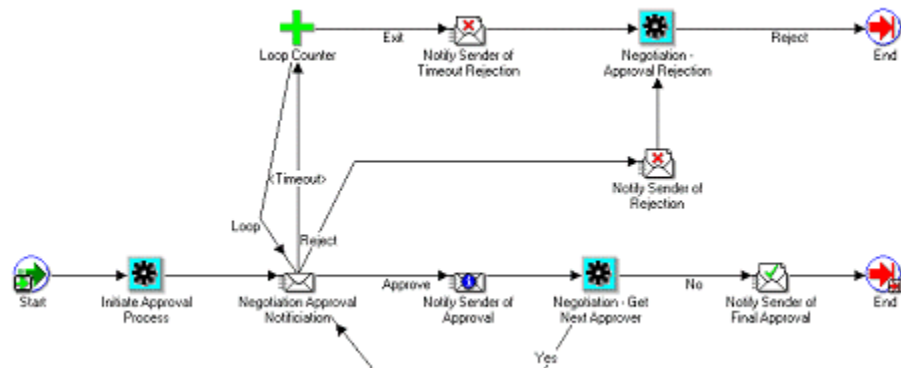 Exit
Reject
Loop Counter
Notify Sender of
Timeout Rejection
Negotiation -
Approval Rejection
End
<Timeout>
Notify Sender of
Rejection
Loop
Reject
Start
Initiate Approval
Process
Negotiation Approval
Notificiation
Approve
Notify Sender of
Approval
Negotiation - Get
Next Approver
No
Notify Sender of
Final Approval
End
Yes